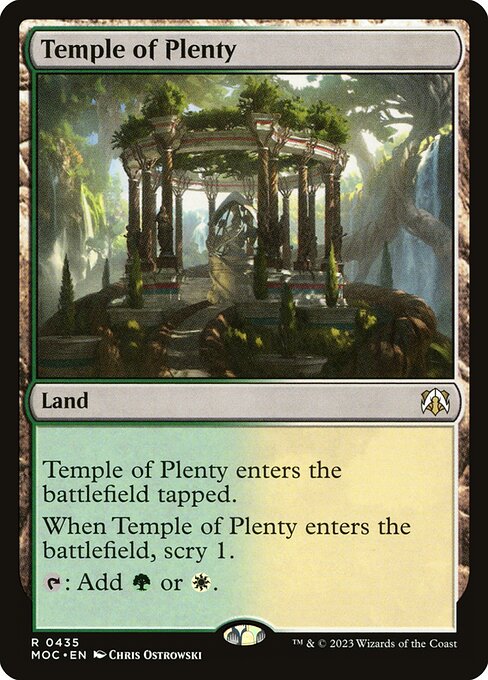 Temple of Plenty
Land
Temple of Plenty enters the
battlefield tapped.
When Temple of Plenty enters the
battlefield, scry 1.
: Add or .
R 0435
MOC • EN Chris Ostrowski
™ & © 2023 Wizards of the Coast